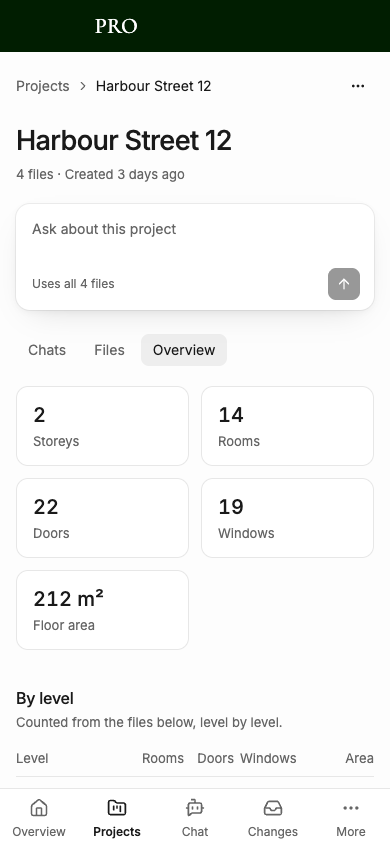 PRO
Projects > Harbour Street 12
Harbour Street 12
4 files · Created 3 days ago
Ask about this project
Uses all 4 files
Chats Files Overview
2 14
Storeys Rooms
22 19
Doors Windows
212 m²
Floor area
By level
Counted from the files below, level by level.
Level Rooms Doors Windows Area
Overview Projects Chat Changes More